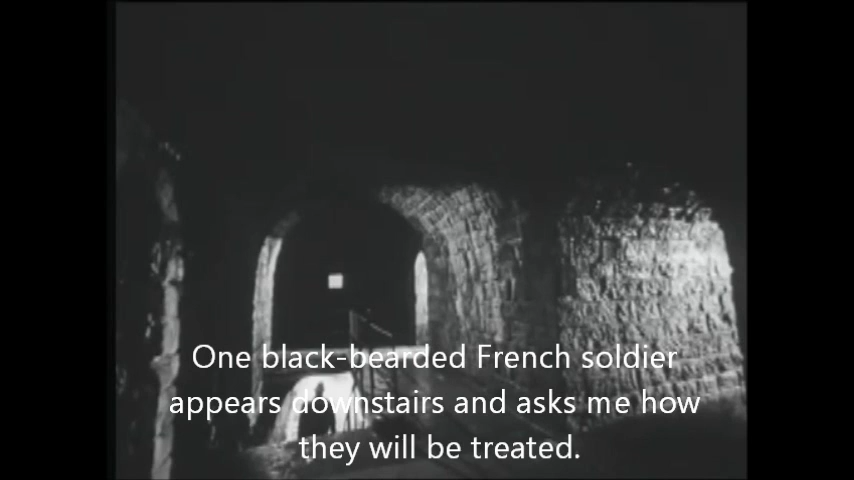 One black-bearded French soldier
appears downstairs and asks me how
they will be treated.